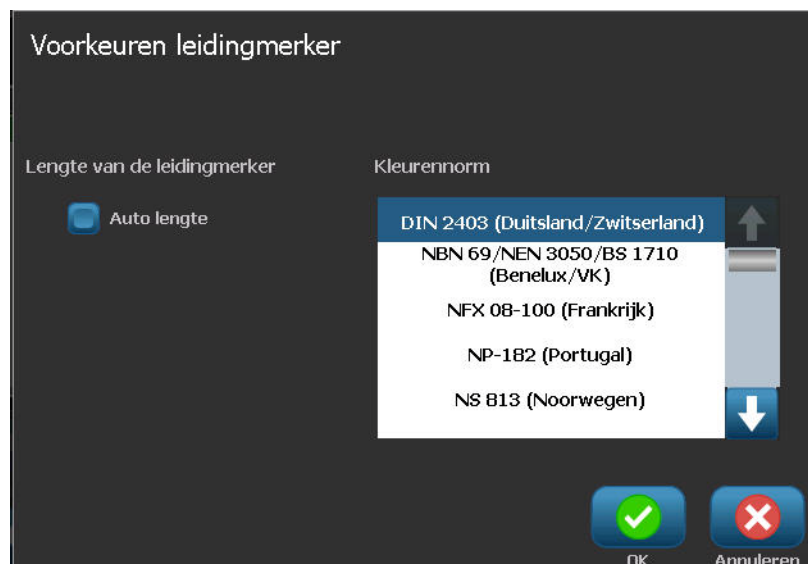 Voorkeuren leidingmerker
Lengte van de leidingmerker
Auto lengte
Kleurennorm
DIN 2403 (Duitsland/Zwitserland)
NBN 69/NEN 3050/BS 1710
(Benelux/VK)
NFX 08-100 (Frankrijk)
NP-182 (Portugal)
NS 813 (Noorwegen)
OK
Annuleren